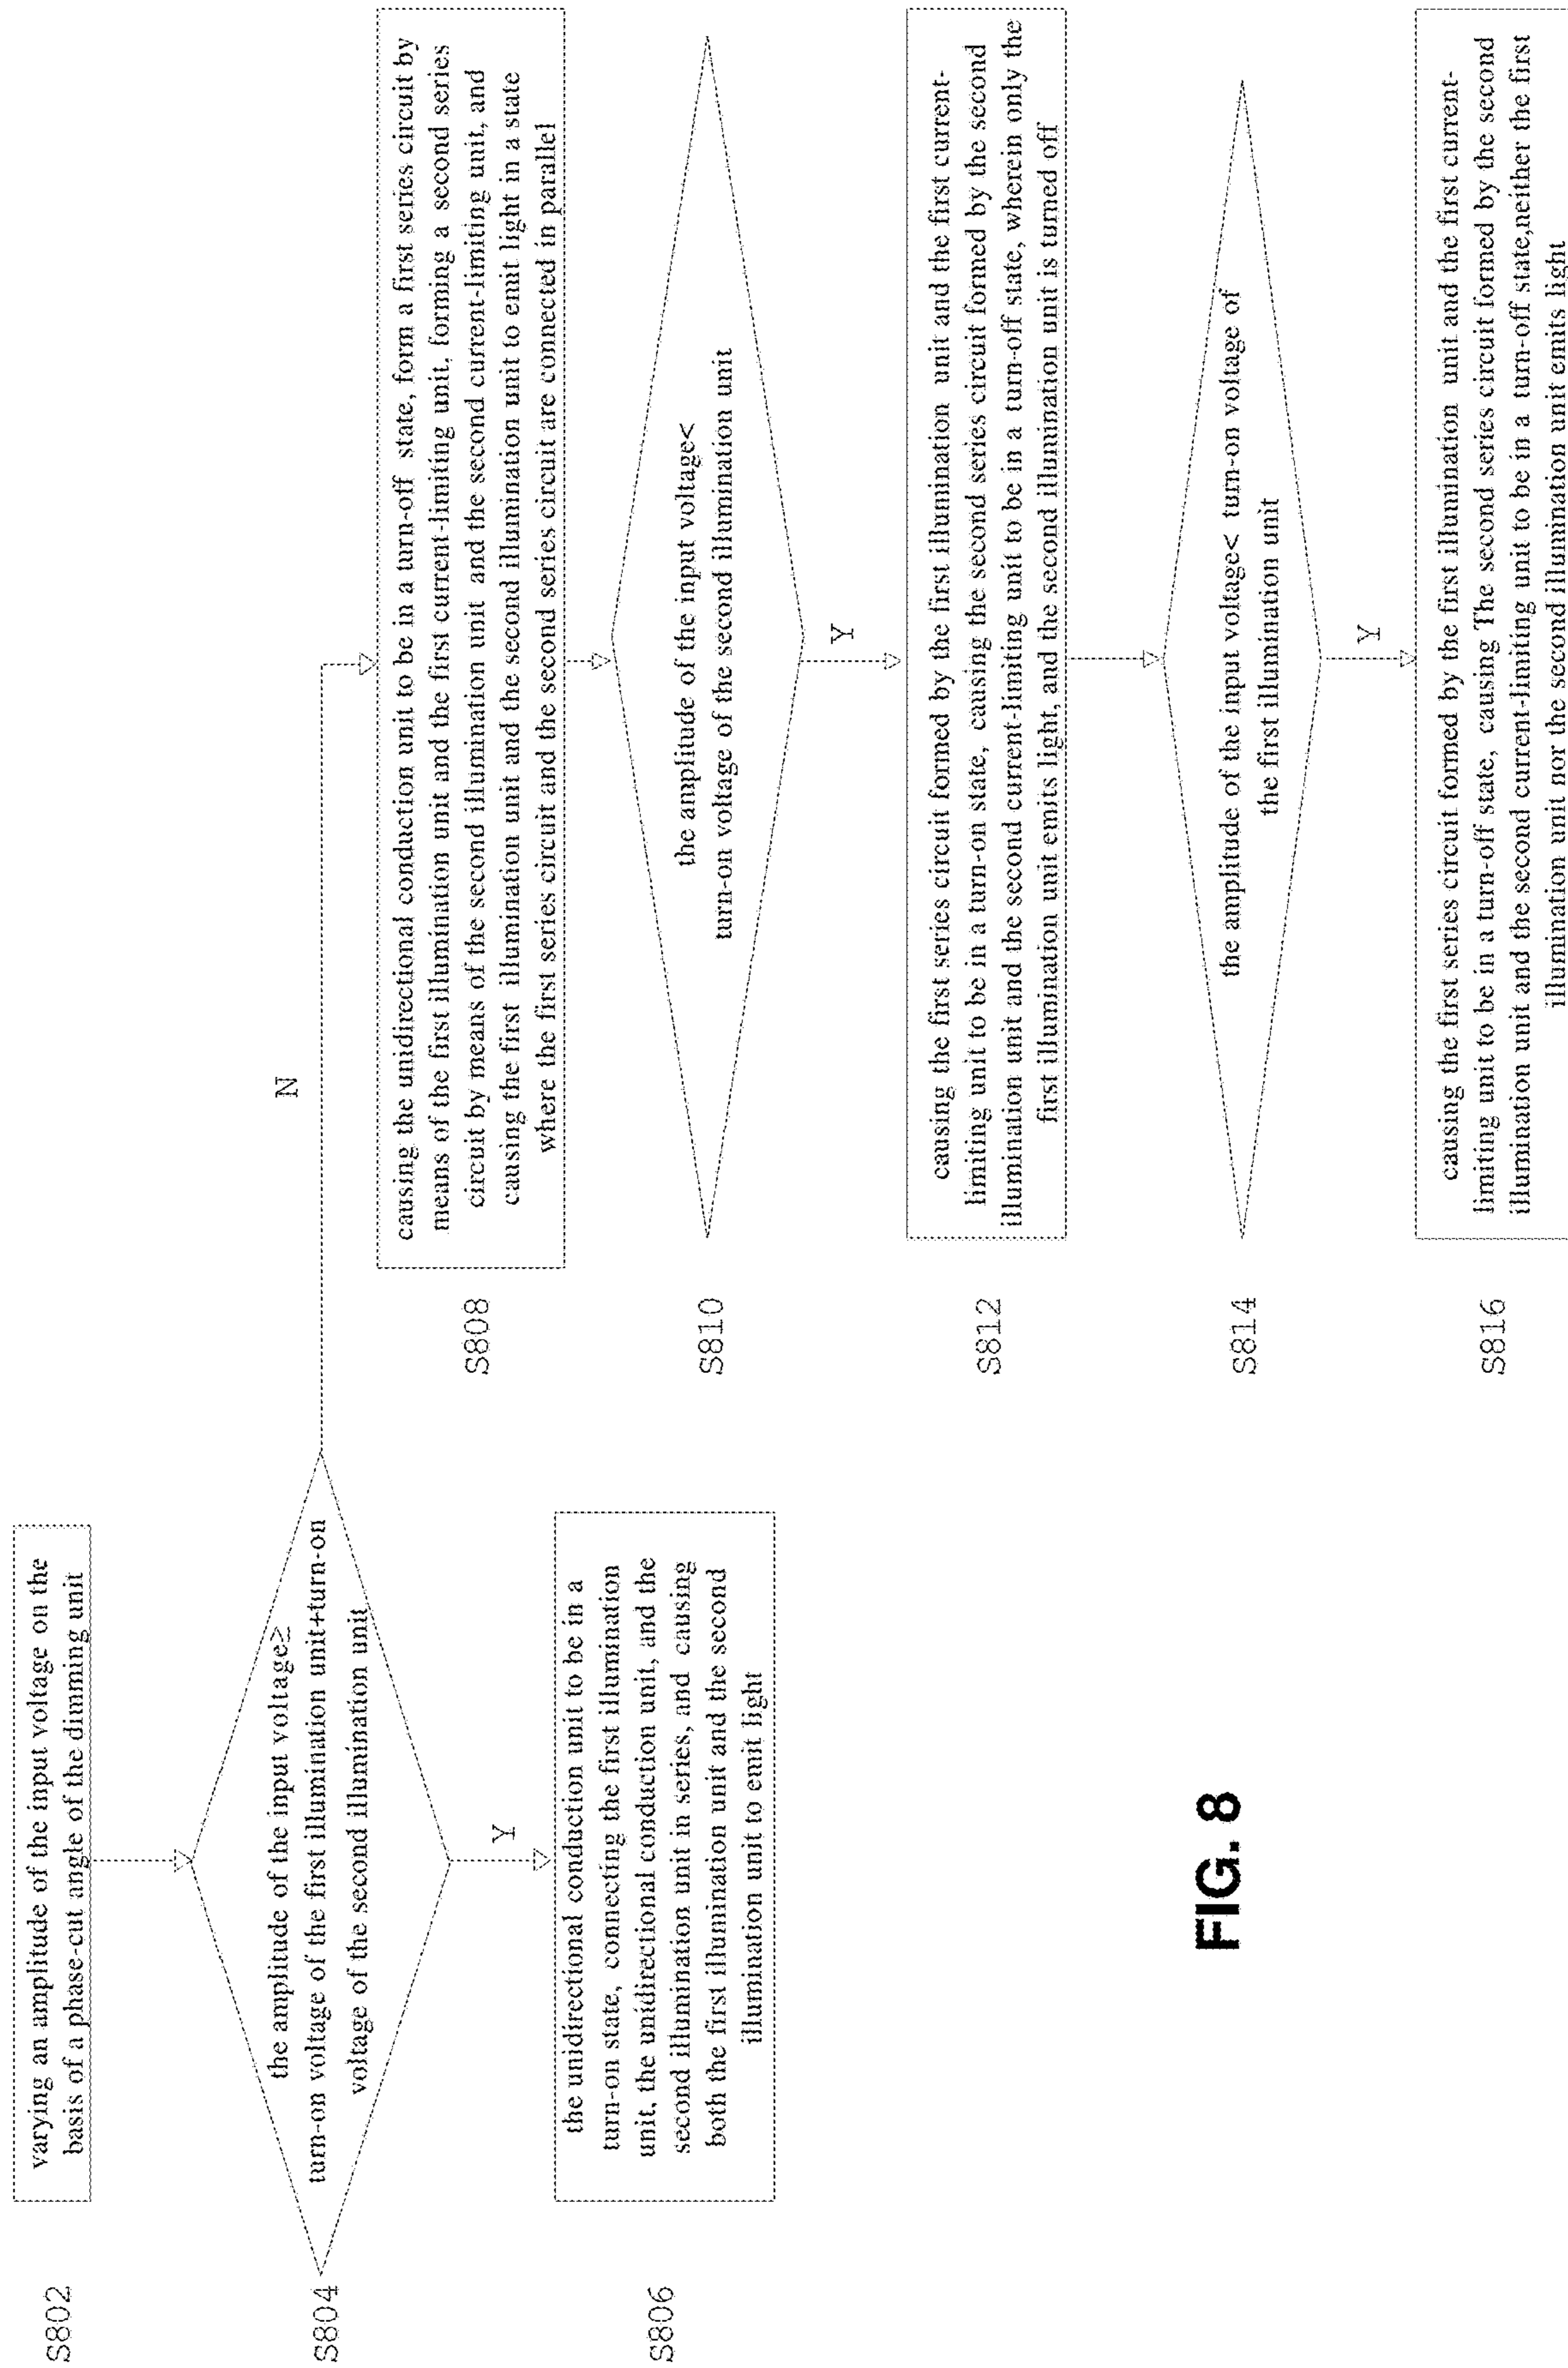 S802
varying an amplitude of the input voltage on the
basis of a phase-cut angle of the dimming unit
S804
the amplitude of the input voltage≥
turn-on voltage of the first illumination unit+turn-on
voltage of the second illumination unit
Y
N
S806
the unidirectional conduction unit to be in a
turn-on state, connecting the first illumination
unit, the unidirectional conduction unit, and the
second illumination unit in series, and causing
both the first illumination unit and the second
illumination unit to emit light
S808
causing the unidirectional conduction unit to be in a turn-off state, form a first series circuit by
means of the first illumination unit and the first current-limiting unit, forming a second series
circuit by means of the second illumination unit and the second current-limiting unit, and
causing the first illumination unit and the second illumination unit to emit light in a state
where the first series circuit and the second series circuit are connected in parallel
S810
the amplitude of the input voltage<
turn-on voltage of the second illumination unit
Y
S812
causing the first series circuit formed by the first illumination unit and the first current-
limiting unit to be in a turn-on state, causing the second series circuit formed by the second
illumination unit and the second current-limiting unit to be in a turn-off state, wherein only the
first illumination unit emits light, and the second illumination unit is turned off
S814
the amplitude of the input voltage< turn-on voltage of
the first illumination unit
Y
S816
causing the first series circuit formed by the first illumination unit and the first current-
limiting unit to be in a turn-off state, causing The second series circuit formed by the second
illumination unit and the second current-limiting unit to be in a turn-off state,neither the first
illumination unit nor the second illumination unit emits light
FIG. 8